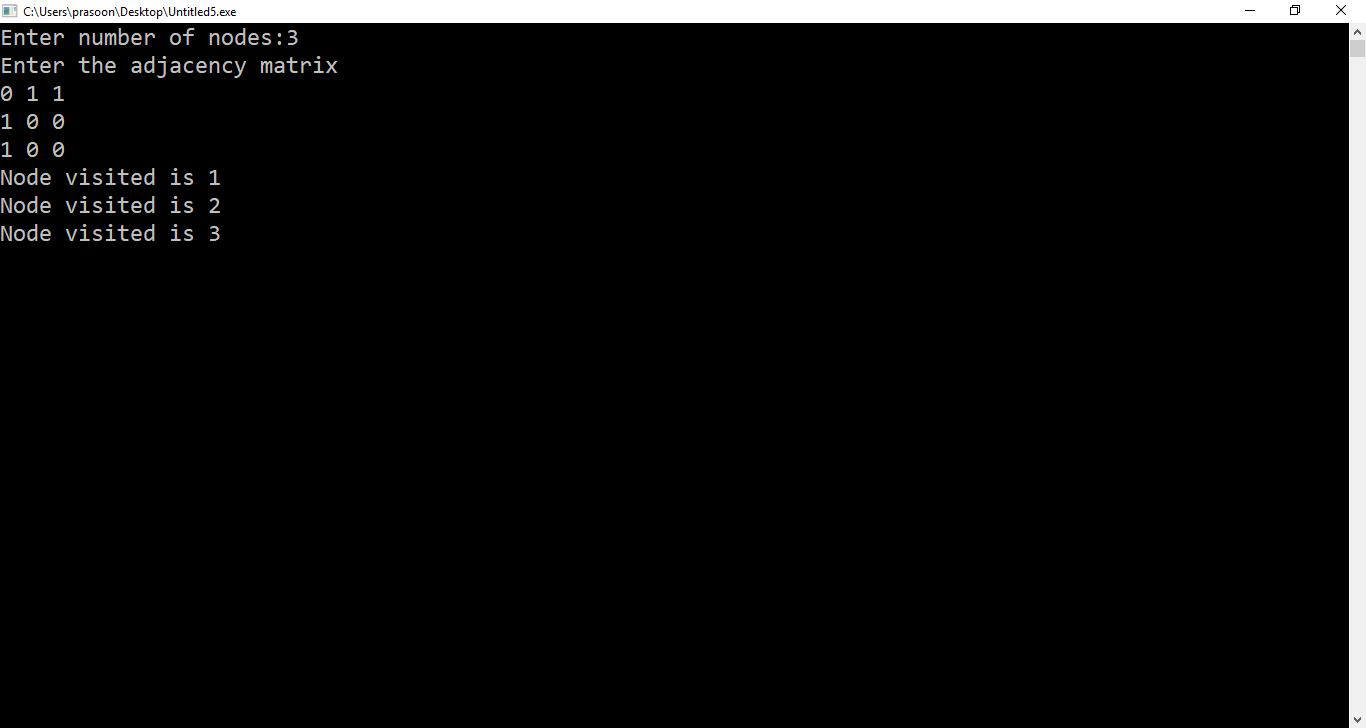 C:\Users\prasoon\Desktop\Untitled5.exe
Enter number of nodes:3
Enter the adjacency matrix
0 1 1
1 0 0
1 0 0
Node visited is 1
Node visited is 2
Node visited is 3